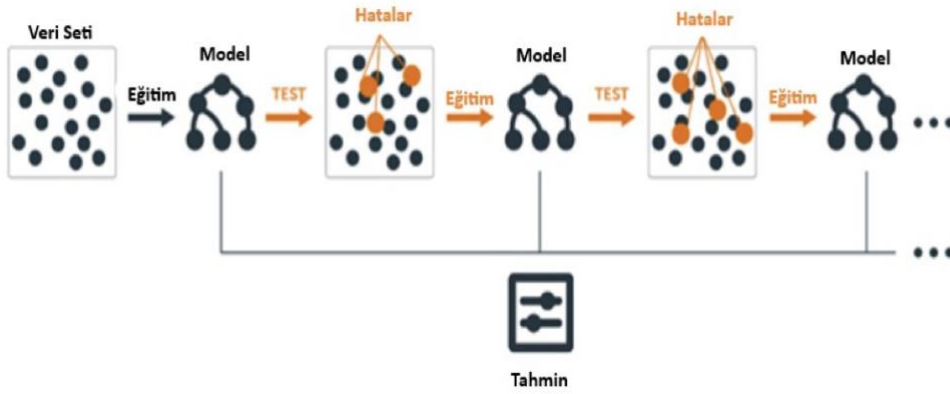 Veri Seti
Eğitim
Model
TEST
Hatalar
Eğitim
Model
TEST
Hatalar
Eğitim
Model
Tahmin